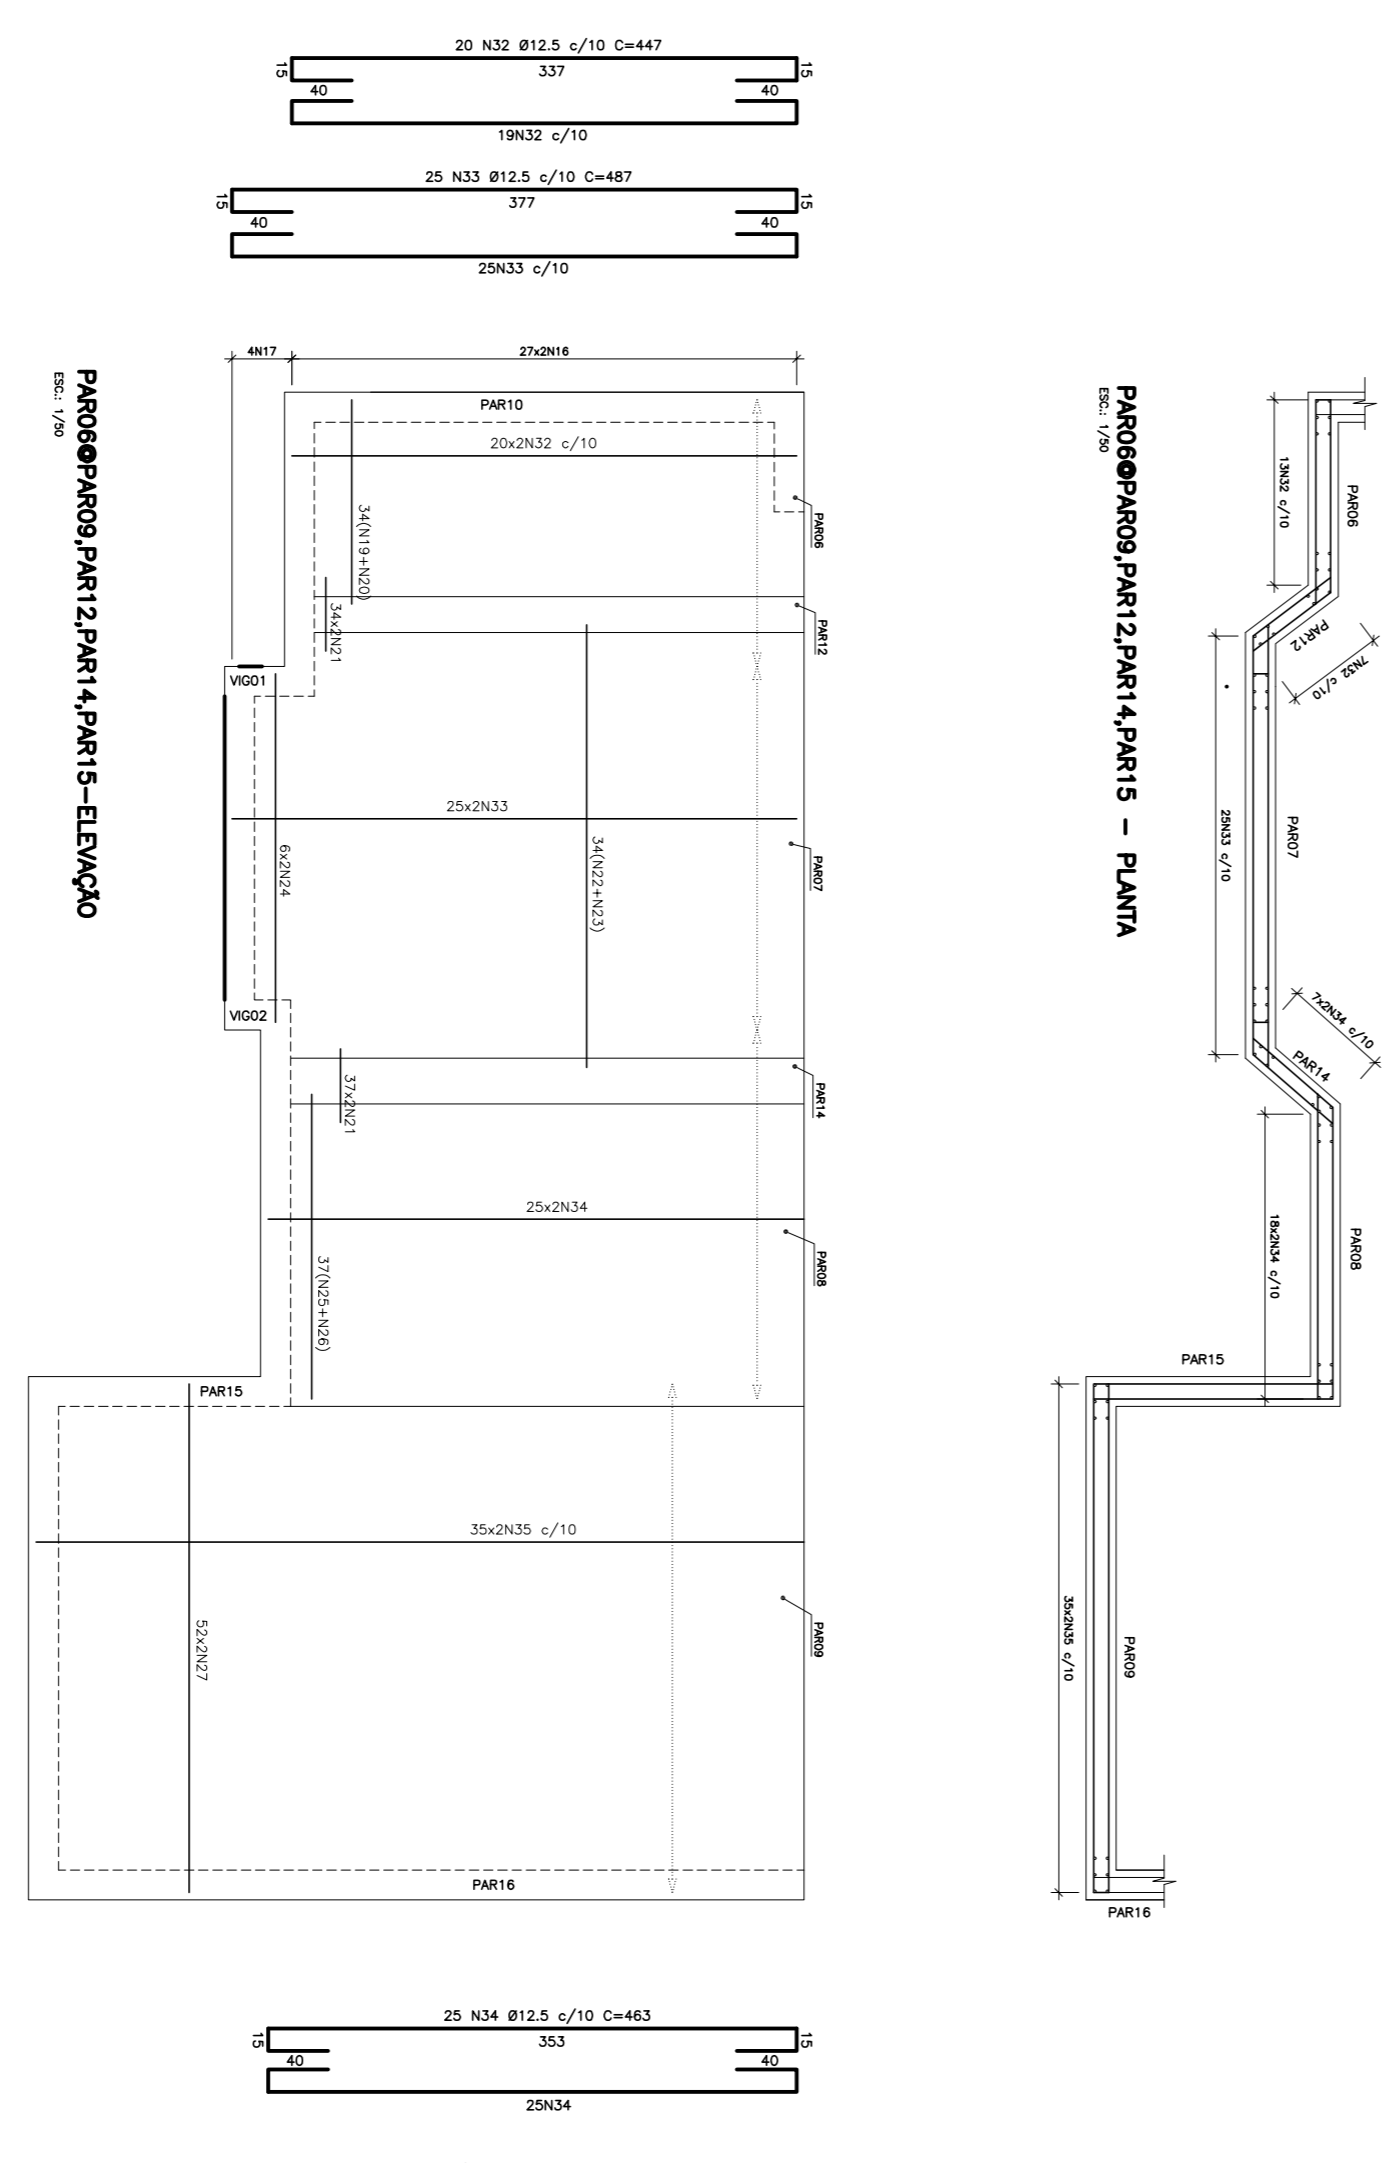 20 N32 Ø12.5 c/10 C=447
15
337
15
40
40
19N32 c/10
25 N33 Ø12.5 c/10 C=487
15
377
15
40
40
25N33 c/10
4N17
27x2N16
PAR10
20x2N32 c/10
PAR06
34(N19+N20)
34x2N21
PAR12
VIG01
25x2N33
6x2N24
34(N22+N23)
PAR07
VIG02
37x2N21
PAR14
25x2N34
37(N25+N26)
PAR08
PAR15
35x2N35 c/10
52x2N27
PAR09
PAR16
PAR06@PAR09,PAR12,PAR14,PAR15-ELEVAÇÃO
ESC.: 1/50
PAR06@PAR09,PAR12,PAR14,PAR15 - PLANTA
ESC.: 1/50
13N32 c/10
PAR06
PAR12
7N32 c/10
25N33 c/10
PAR07
7x2N34 c/10
PAR14
18x2N34 c/10
PAR08
PAR15
35x2N35 c/10
PAR09
PAR16
25 N34 Ø12.5 c/10 C=463
15
353
15
40
40
25N34